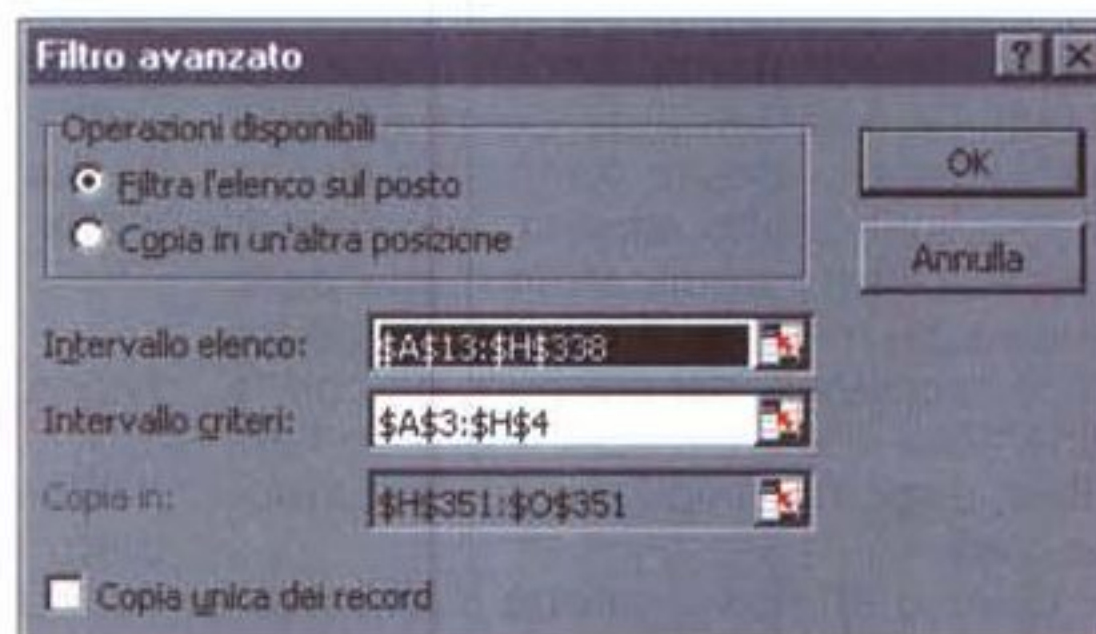 Filtro avanzato
Operazioni disponibili
Filtra l'elenco sul posto
Copia in un'altra posizione
OK
Annulla
Intervallo elenco: $A$13:$H$338
Intervallo criteri: $A$3:$H$4
Copia in: $H$351:$O$351
Copia unica dei record